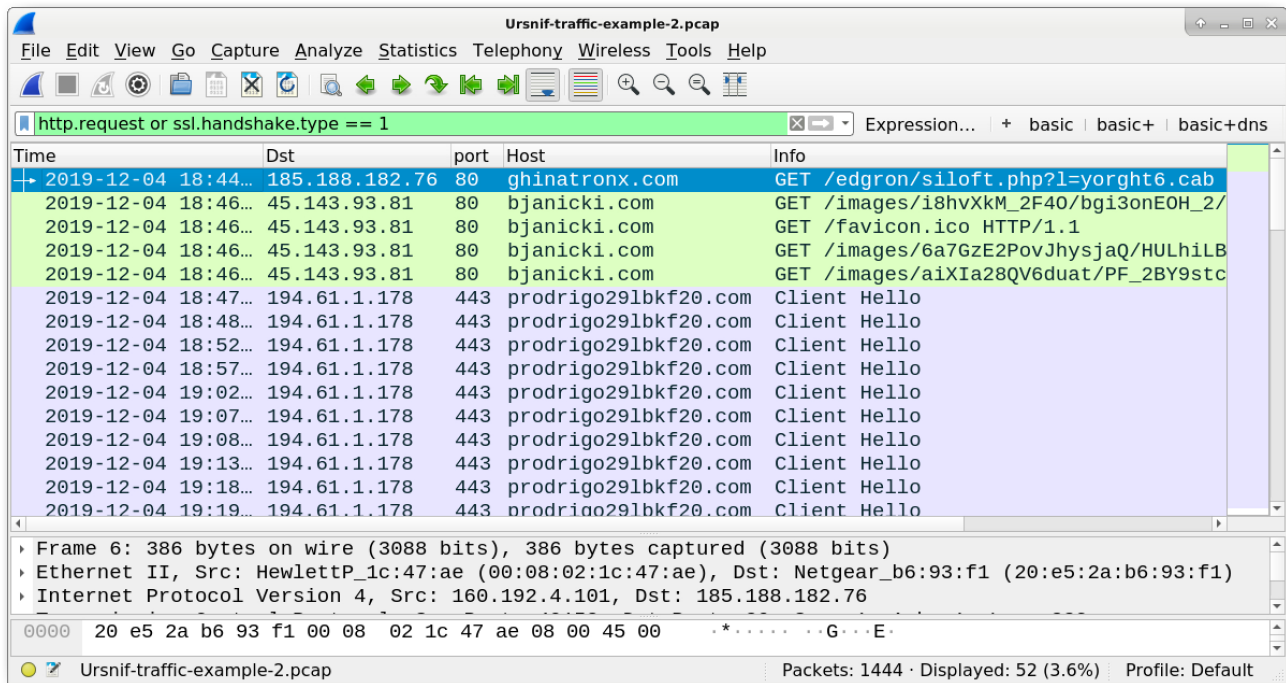 Ursnif-traffic-example-2.pcap
File Edit View Go Capture Analyze Statistics Telephony Wireless Tools Help
http.request or ssl.handshake.type == 1 Expression... + basic basic+ basic+dns
Time Dst port Host Info
2019-12-04 18:44… 185.188.182.76 80 ghinatronx.com GET /edgron/siloft.php?l=yorght6.cab
2019-12-04 18:46… 45.143.93.81 80 bjanicki.com GET /images/i8hvXkM_2F4O/bgi3onEOH_2/
2019-12-04 18:46… 45.143.93.81 80 bjanicki.com GET /favicon.ico HTTP/1.1
2019-12-04 18:46… 45.143.93.81 80 bjanicki.com GET /images/6a7GzE2PovJhysjaQ/HULhiLB
2019-12-04 18:46… 45.143.93.81 80 bjanicki.com GET /images/aiXIa28QV6duat/PF_2BY9stc
2019-12-04 18:47… 194.61.1.178 443 prodrigo29lbkf20.com Client Hello
2019-12-04 18:48… 194.61.1.178 443 prodrigo29lbkf20.com Client Hello
2019-12-04 18:52… 194.61.1.178 443 prodrigo29lbkf20.com Client Hello
2019-12-04 18:57… 194.61.1.178 443 prodrigo29lbkf20.com Client Hello
2019-12-04 19:02… 194.61.1.178 443 prodrigo29lbkf20.com Client Hello
2019-12-04 19:07… 194.61.1.178 443 prodrigo29lbkf20.com Client Hello
2019-12-04 19:08… 194.61.1.178 443 prodrigo29lbkf20.com Client Hello
2019-12-04 19:13… 194.61.1.178 443 prodrigo29lbkf20.com Client Hello
2019-12-04 19:18… 194.61.1.178 443 prodrigo29lbkf20.com Client Hello
2019-12-04 19:19… 194.61.1.178 443 prodrigo29lbkf20.com Client Hello
Frame 6: 386 bytes on wire (3088 bits), 386 bytes captured (3088 bits)
Ethernet II, Src: HewlettP_1c:47:ae (00:08:02:1c:47:ae), Dst: Netgear_b6:93:f1 (20:e5:2a:b6:93:f1)
Internet Protocol Version 4, Src: 160.192.4.101, Dst: 185.188.182.76
0000 20 e5 2a b6 93 f1 00 08 02 1c 47 ae 08 00 45 00 ·*····· ··G···E·
Ursnif-traffic-example-2.pcap Packets: 1444 · Displayed: 52 (3.6%) Profile: Default